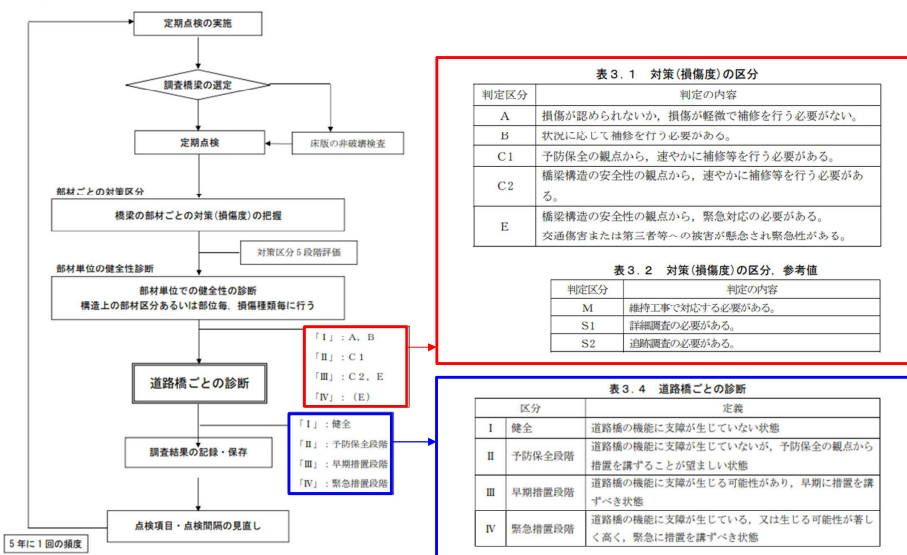 定期点検の実施
調査橋梁の選定
定期点検
床版の非破壊検査
部材ごとの対策区分
橋梁の部材ごとの対策(損傷度)の把握
対策区分５段階評価
部材単位の健全性診断
部材単位での健全性の診断
構造上の部材区分あるいは部位毎，損傷種類毎に行う
「Ⅰ」：Ａ，Ｂ
「Ⅱ」：Ｃ１
「Ⅲ」：Ｃ２，Ｅ
「Ⅳ」：（Ｅ）
道路橋ごとの診断
「Ⅰ」：健全
「Ⅱ」：予防保全段階
「Ⅲ」：早期措置段階
「Ⅳ」：緊急措置段階
調査結果の記録・保存
点検項目・点検間隔の見直し
５年に１回の頻度
表３．１　対策(損傷度)の区分
判定区分　判定の内容
Ａ　損傷が認められないか，損傷が軽微で補修を行う必要がない。
Ｂ　状況に応じて補修を行う必要がある。
Ｃ１　予防保全の観点から，速やかに補修等を行う必要がある。
Ｃ２　橋梁構造の安全性の観点から，速やかに補修等を行う必要があ
る。
Ｅ　橋梁構造の安全性の観点から，緊急対応の必要がある。
交通傷害または第三者等への被害が懸念され緊急性がある。
表３．２　対策(損傷度)の区分，参考値
判定区分　判定の内容
Ｍ　維持工事で対応する必要がある。
Ｓ１　詳細調査の必要がある。
Ｓ２　追跡調査の必要がある。
表３．４　道路橋ごとの診断
区分　定義
Ⅰ　健全　道路橋の機能に支障が生じていない状態
Ⅱ　予防保全段階　道路橋の機能に支障が生じていないが，予防保全の観点から
措置を講ずることが望ましい状態
Ⅲ　早期措置段階　道路橋の機能に支障が生じる可能性があり，早期に措置を講
ずべき状態
Ⅳ　緊急措置段階　道路橋の機能に支障が生じている，又は生じる可能性が著し
く高く，緊急に措置を講ずべき状態